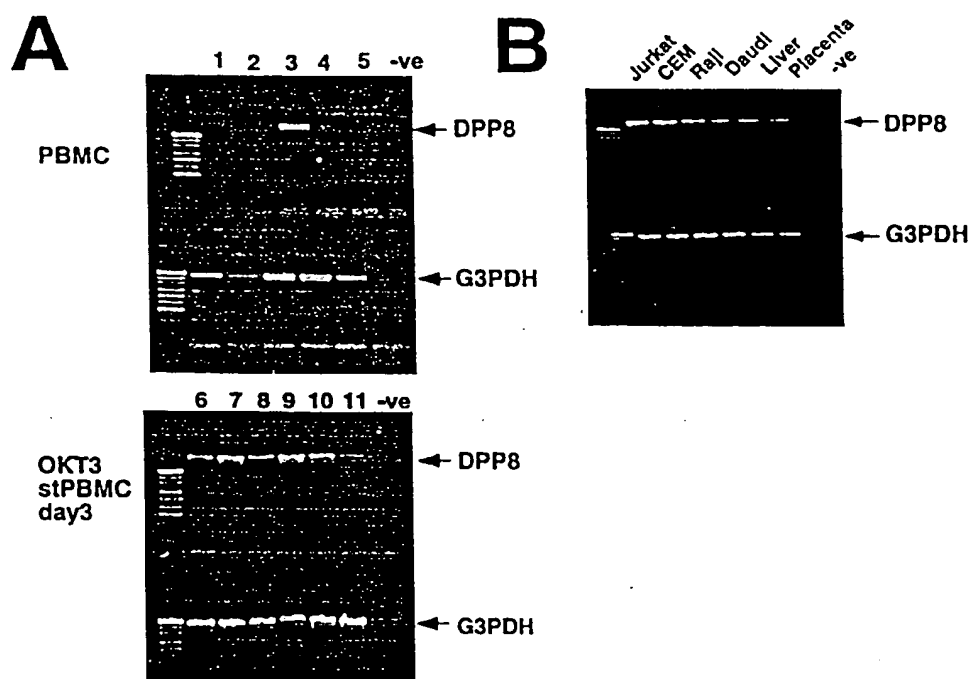 A
1 2 3 4 5 -ve
PBMC
DPP8
G3PDH
6 7 8 9 10 11 -ve
OKT3
stPBMC
day3
DPP8
G3PDH
B
Jurkat CEM Raji Daudi Liver Placenta -ve
DPP8
G3PDH